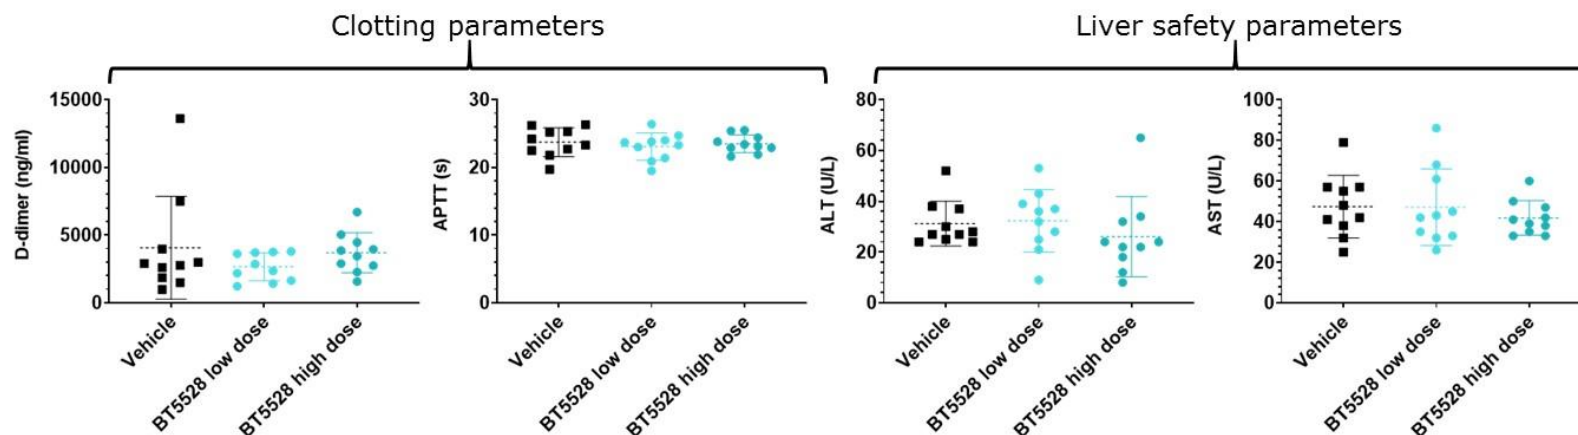 Clotting parameters
Liver safety parameters
D-dimer (ng/ml)
15000
10000
5000
0
Vehicle
BT5528 low dose
BT5528 high dose
APTT (s)
30
20
10
0
Vehicle
BT5528 low dose
BT5528 high dose
ALT (U/L)
80
60
40
20
0
Vehicle
BT5528 low dose
BT5528 high dose
AST (U/L)
100
80
60
40
20
0
Vehicle
BT5528 low dose
BT5528 high dose